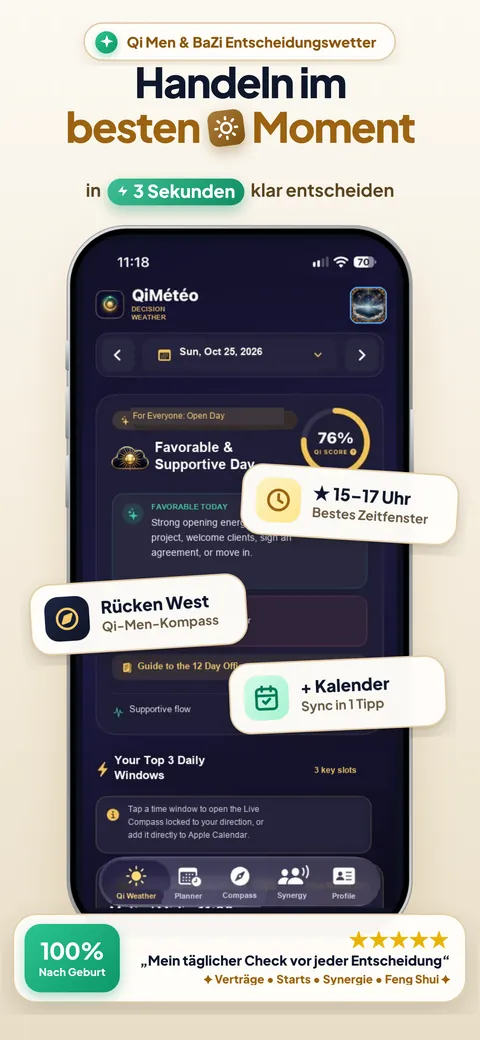 Qi Men & BaZi Entscheidungswetter
Handeln im
besten Moment
in 3 Sekunden klar entscheiden
11:18
70
QiMétéo
DECISION
WEATHER
Sun, Oct 25, 2026
For Everyone: Open Day
Favorable &
Supportive Day
76%
QI SCORE ?
FAVORABLE TODAY
Strong opening
project, welcome clients, sign an
agreement, or move in.
★ 15–17 Uhr
Bestes Zeitfenster
Rücken West
Qi-Men-Kompass
Guide to the 12 Day
+ Kalender
Sync in 1 Tipp
Supportive flow
Your Top 3 Daily
Windows
3 key slots
Tap a time window to open the Live
Compass locked to your direction, or
add it directly to Apple Calendar.
Qi Weather
Planner
Compass
Synergy
Profile
100%
Nach Geburt
★★★★★
„Mein täglicher Check vor jeder Entscheidung“
✦ Verträge • Starts • Synergie • Feng Shui ✦